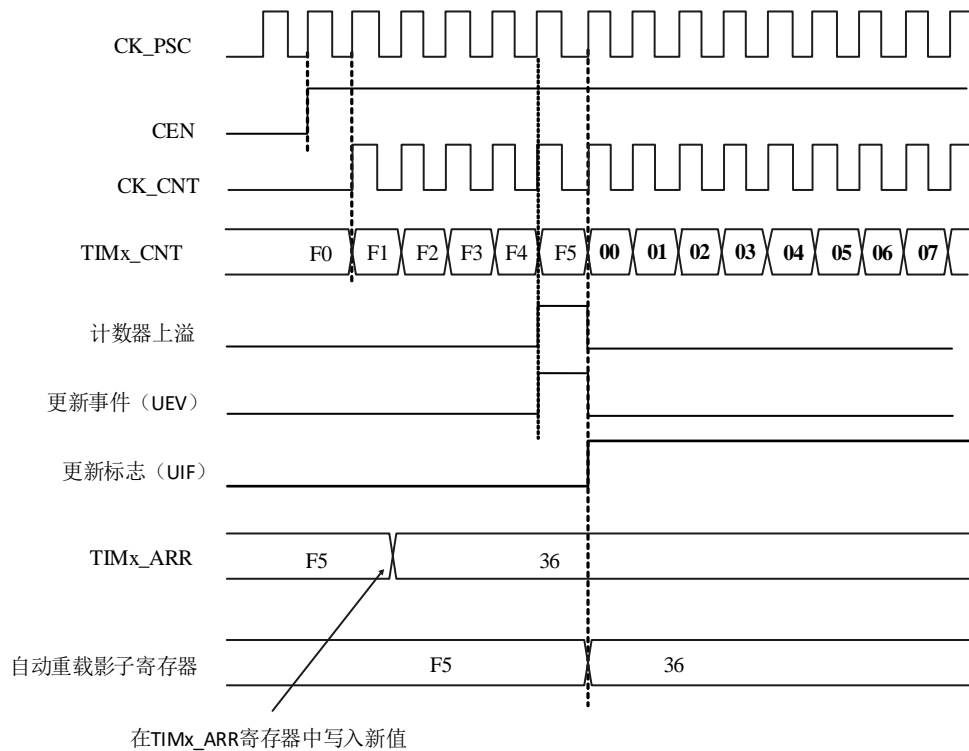 CK_PSC
CEN
CK_CNT
TIMx_CNT F0 F1 F2 F3 F4 F5 00 01 02 03 04 05 06 07
计数器上溢
更新事件（UEV）
更新标志（UIF）
TIMx_ARR F5 36
自动重载影子寄存器 F5 36
在TIMx_ARR寄存器中写入新值